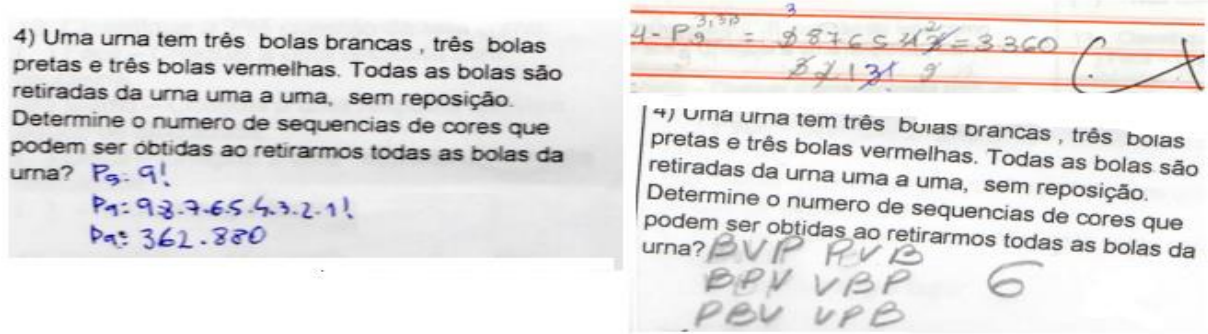 4) Uma urna tem três bolas brancas , três bolas
pretas e três bolas vermelhas. Todas as bolas são
retiradas da urna uma a uma, sem reposição.
Determine o numero de sequencias de cores que
podem ser obtidas ao retirarmos todas as bolas da
urna? P9: 9!
P9: 9.8.7.6.5.4.3.2.1!
P9: 362.880
4- P9 3,3,3 = = 3360
4) Uma urna tem três bolas brancas , três bolas
pretas e três bolas vermelhas. Todas as bolas são
retiradas da urna uma a uma, sem reposição.
Determine o numero de sequencias de cores que
podem ser obtidas ao retirarmos todas as bolas da
urna? BVP PVB
BPV VBP 6
PBV VPB